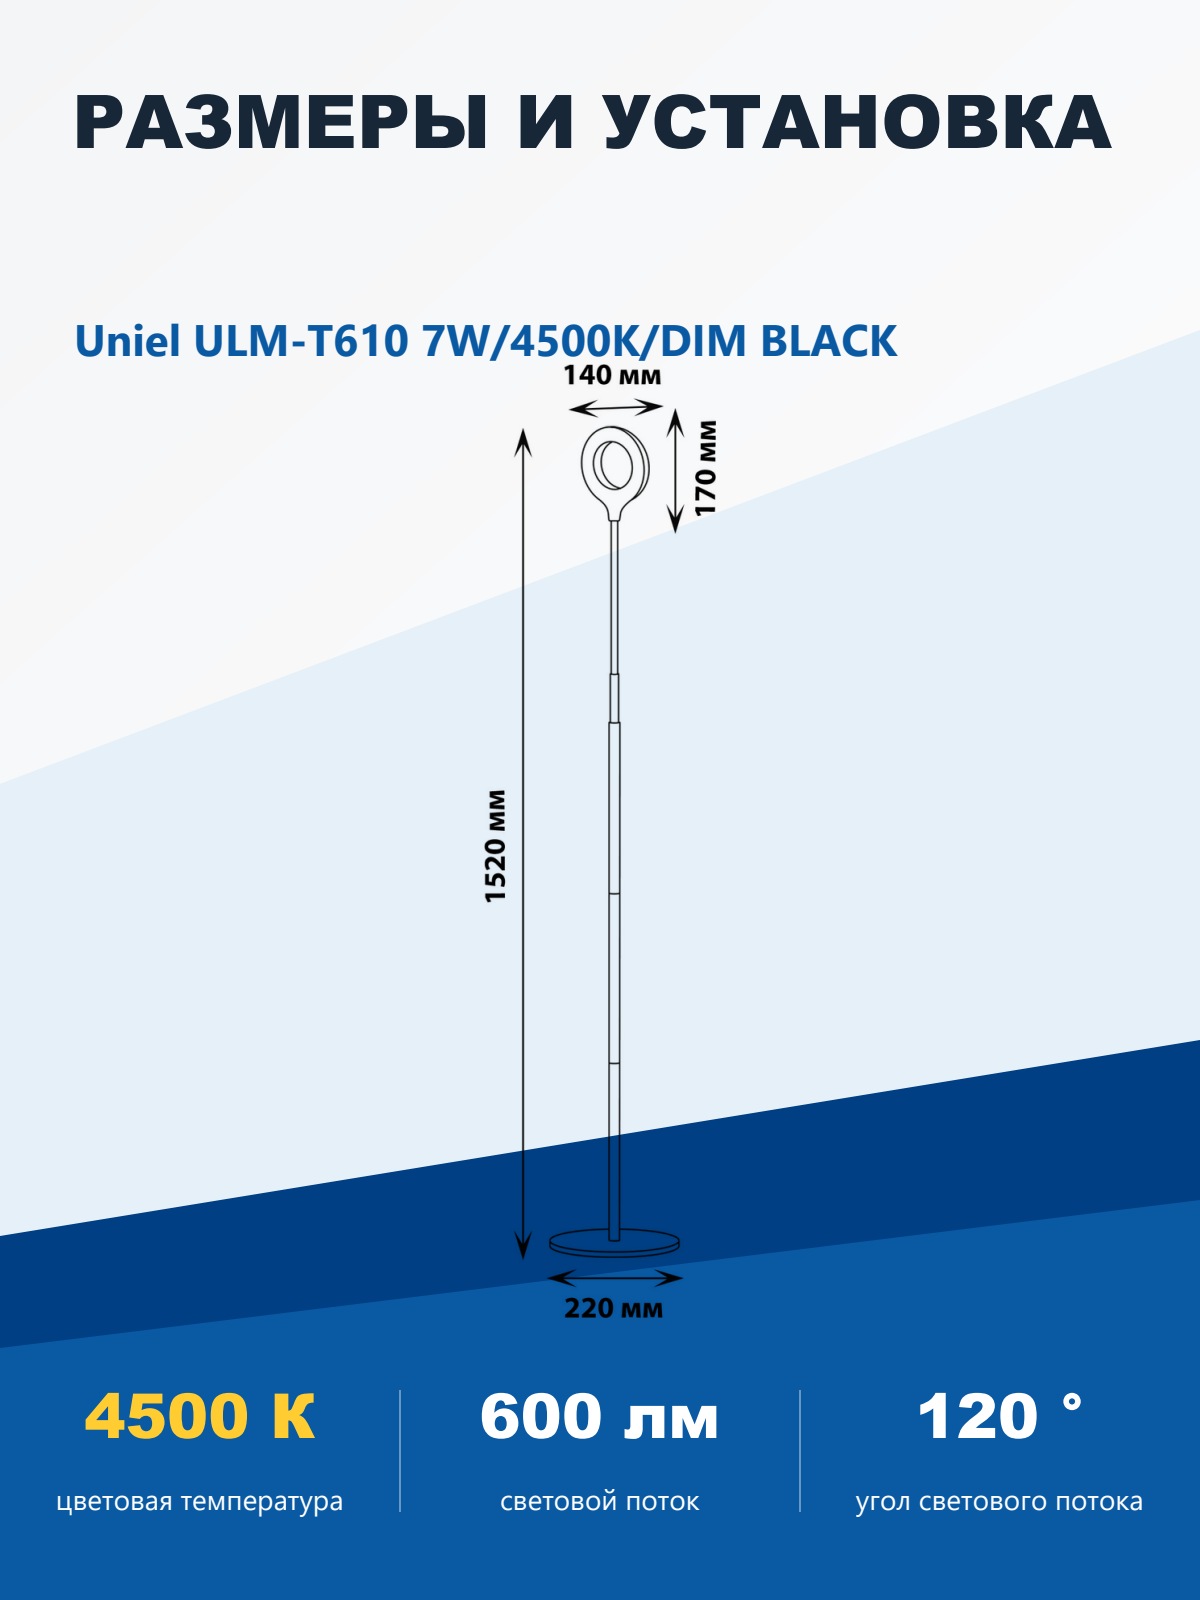 РАЗМЕРЫ И УСТАНОВКА
Uniel ULM-T610 7W/4500K/DIM BLACK
140 мм
170 мм
1520 мм
220 мм
4500 К
600 лм
120 °
цветовая температура
световой поток
угол светового потока